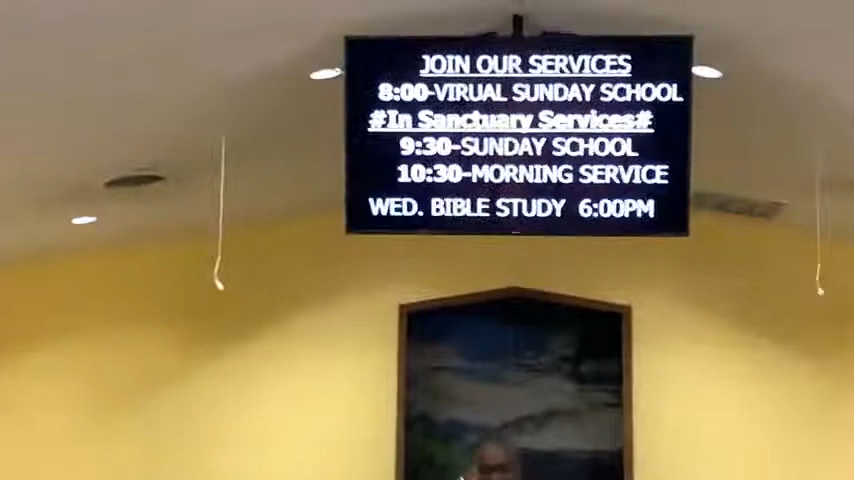 JOIN OUR SERVICES
8:00-VIRUAL SUNDAY SCHOOL
#In Sanctuary Services#
9:30-SUNDAY SCHOOL
10:30-MORNING SERVICE
WED. BIBLE STUDY 6:00PM